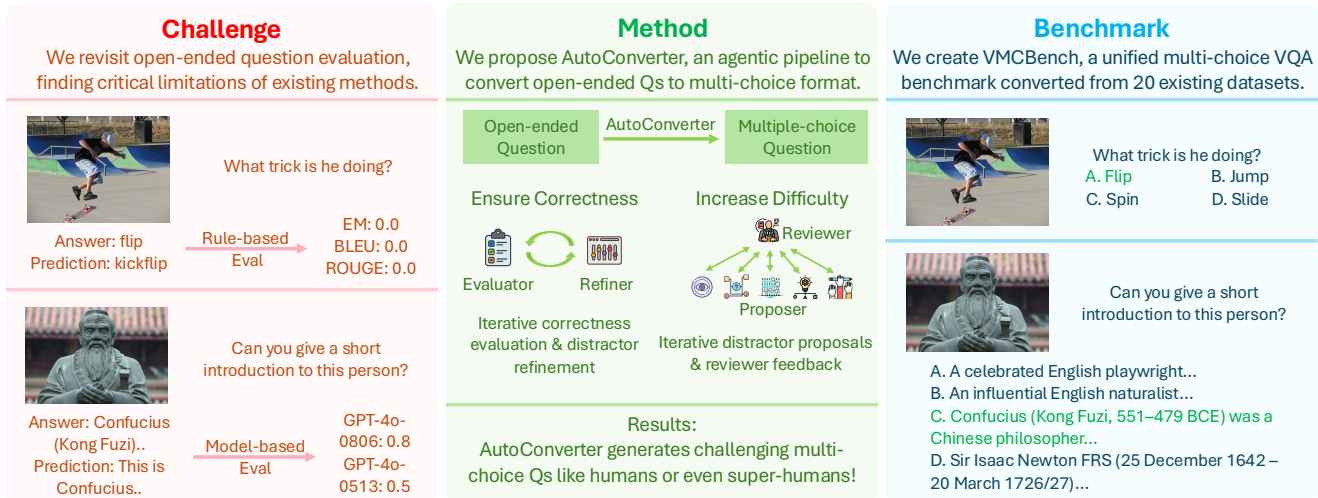 Challenge
We revisit open-ended question evaluation,
finding critical limitations of existing methods.
What trick is he doing?
Answer: flip
Prediction: kickflip
Rule-based
Eval
EM: 0.0
BLEU: 0.0
ROUGE: 0.0
Can you give a short
introduction to this person?
Answer: Confucius
(Kong Fuzi)..
Prediction: This is
Confucius..
Model-based
Eval
GPT-4o-
0806: 0.8
GPT-4o-
0513: 0.5
Method
We propose AutoConverter, an agentic pipeline to
convert open-ended Qs to multi-choice format.
Open-ended
Question
AutoConverter
Multiple-choice
Question
Ensure Correctness
Evaluator
Refiner
Iterative correctness
evaluation & distractor
refinement
Increase Difficulty
Reviewer
Proposer
Iterative distractor proposals
& reviewer feedback
Results:
AutoConverter generates challenging multi-
choice Qs like humans or even super-humans!
Benchmark
We create VMCBench, a unified multi-choice VQA
benchmark converted from 20 existing datasets.
What trick is he doing?
A. Flip
B. Jump
C. Spin
D. Slide
Can you give a short
introduction to this person?
A. A celebrated English playwright...
B. An influential English naturalist...
C. Confucius (Kong Fuzi, 551–479 BCE) was a
Chinese philosopher...
D. Sir Isaac Newton FRS (25 December 1642 –
20 March 1726/27)...